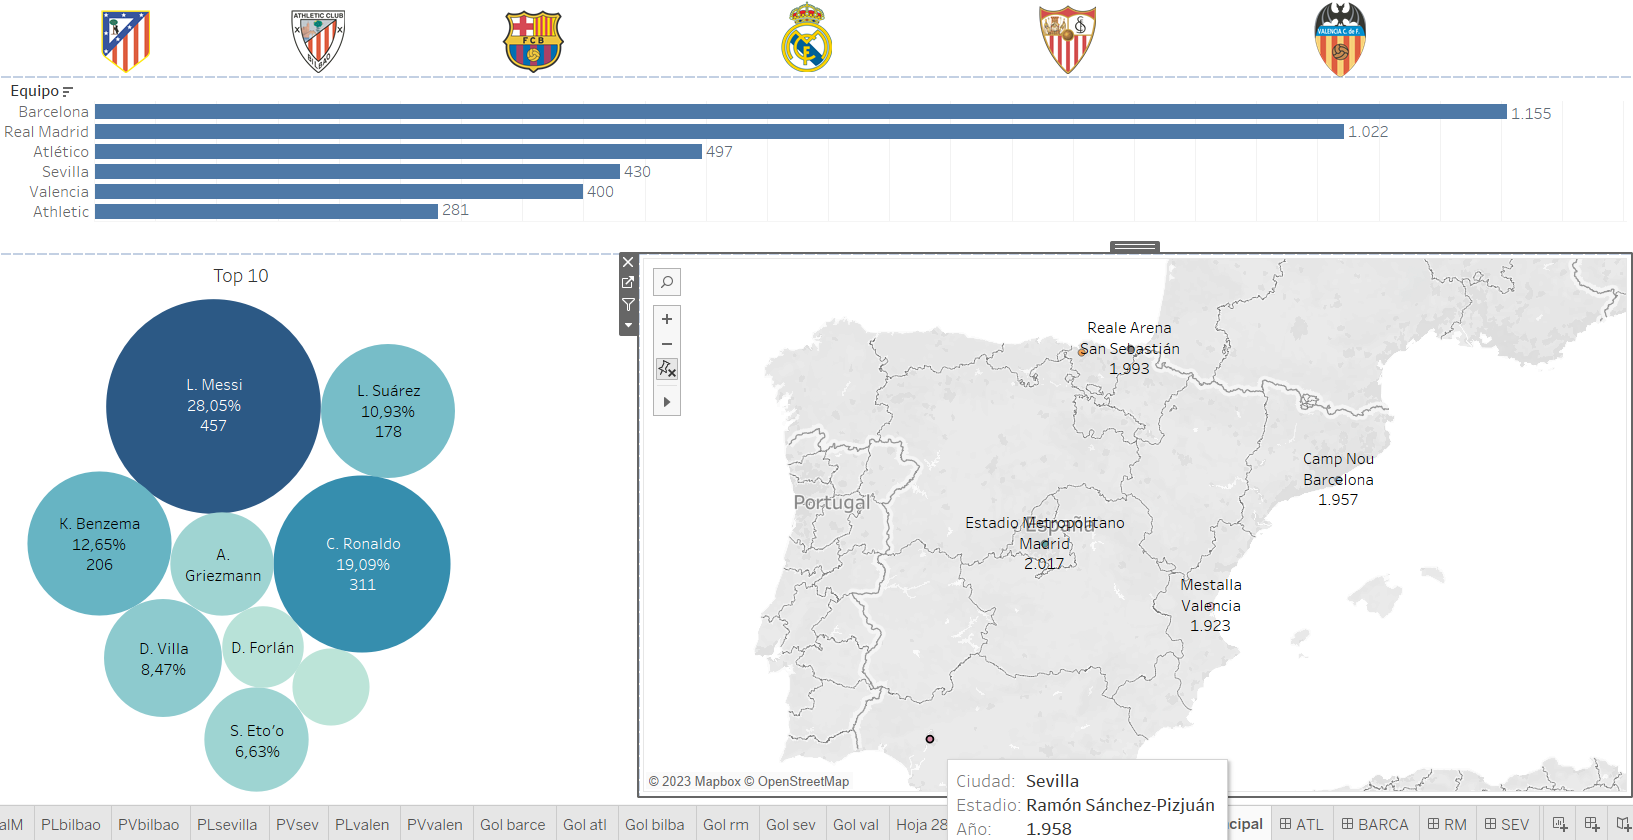 ATHLETIC CLUB
BILBAO
FCB
VALENCIA C. de F.
Equipo
Barcelona
1.155
Real Madrid
1.022
Atlético
497
Sevilla
430
Valencia
400
Athletic
281
Top 10
L. Messi
28,05%
457
L. Suárez
10,93%
178
K. Benzema
12,65%
206
A.
Griezmann
C. Ronaldo
19,09%
311
D. Villa
8,47%
D. Forlán
S. Eto'o
6,63%
Reale Arena
San Sebastián
1.993
Camp Nou
Barcelona
1.957
Portugal
España
Estadio Metropolitano
Madrid
2.017
Mestalla
Valencia
1.923
© 2023 Mapbox © OpenStreetMap
Ciudad: Sevilla
Estadio: Ramón Sánchez-Pizjuán
Año: 1.958
alM PLbilbao PVbilbao PLsevilla PVsev PLvalen PVvalen Gol barce Gol atl Gol bilba Gol rm Gol sev Gol val Hoja 28 cipal ATL BARCA RM SEV